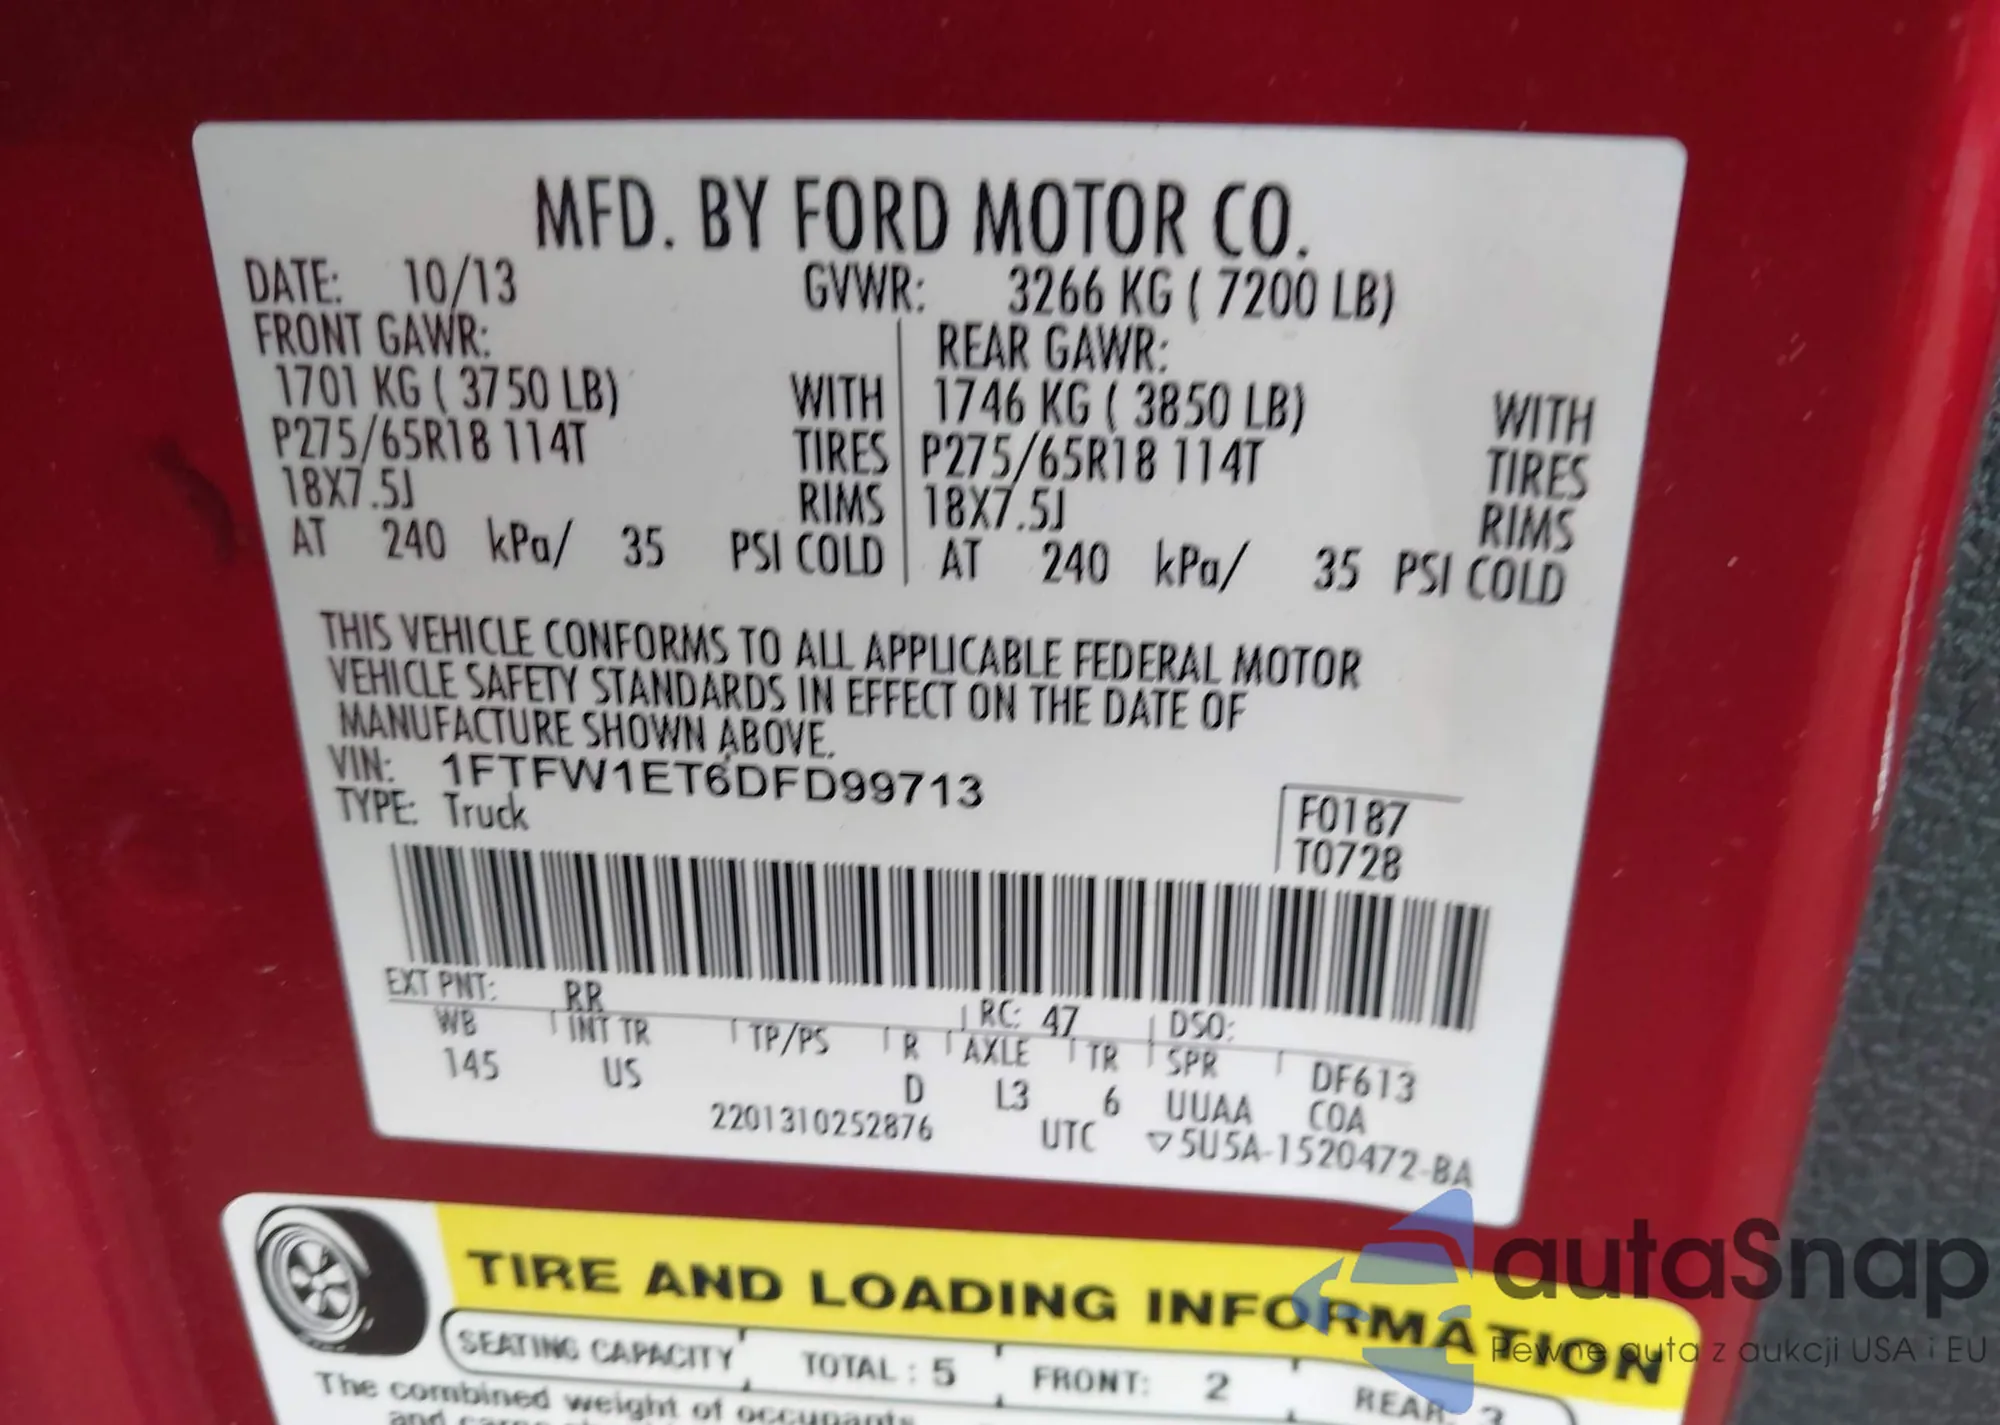 MFD. BY FORD MOTOR CO.
DATE: 10/13 GVWR: 3266 KG ( 7200 LB)
FRONT GAWR: REAR GAWR:
1701 KG ( 3750 LB) WITH 1746 KG ( 3850 LB) WITH
P275/65R18 114T TIRES P275/65R18 114T TIRES
18X7.5J RIMS 18X7.5J RIMS
AT 240 kPa/ 35 PSI COLD AT 240 kPa/ 35 PSI COLD
THIS VEHICLE CONFORMS TO ALL APPLICABLE FEDERAL MOTOR
VEHICLE SAFETY STANDARDS IN EFFECT ON THE DATE OF
MANUFACTURE SHOWN ABOVE.
VIN: 1FTFW1ET6DFD99713
TYPE: Truck
F0187
T0728
EXT PNT: RR RC: 47 DSO:
WB INT TR TP/PS R AXLE TR SPR DF613
145 US D L3 6 UUAA COA
2201310252876 UTC ▽5U5A-1520472-BA
TIRE AND LOADING INFORMATION
SEATING CAPACITY TOTAL : 5 FRONT: 2 REAR: 3
The combined weight of occupants
and
autaSnap
Pewne auta z aukcji USA i EU